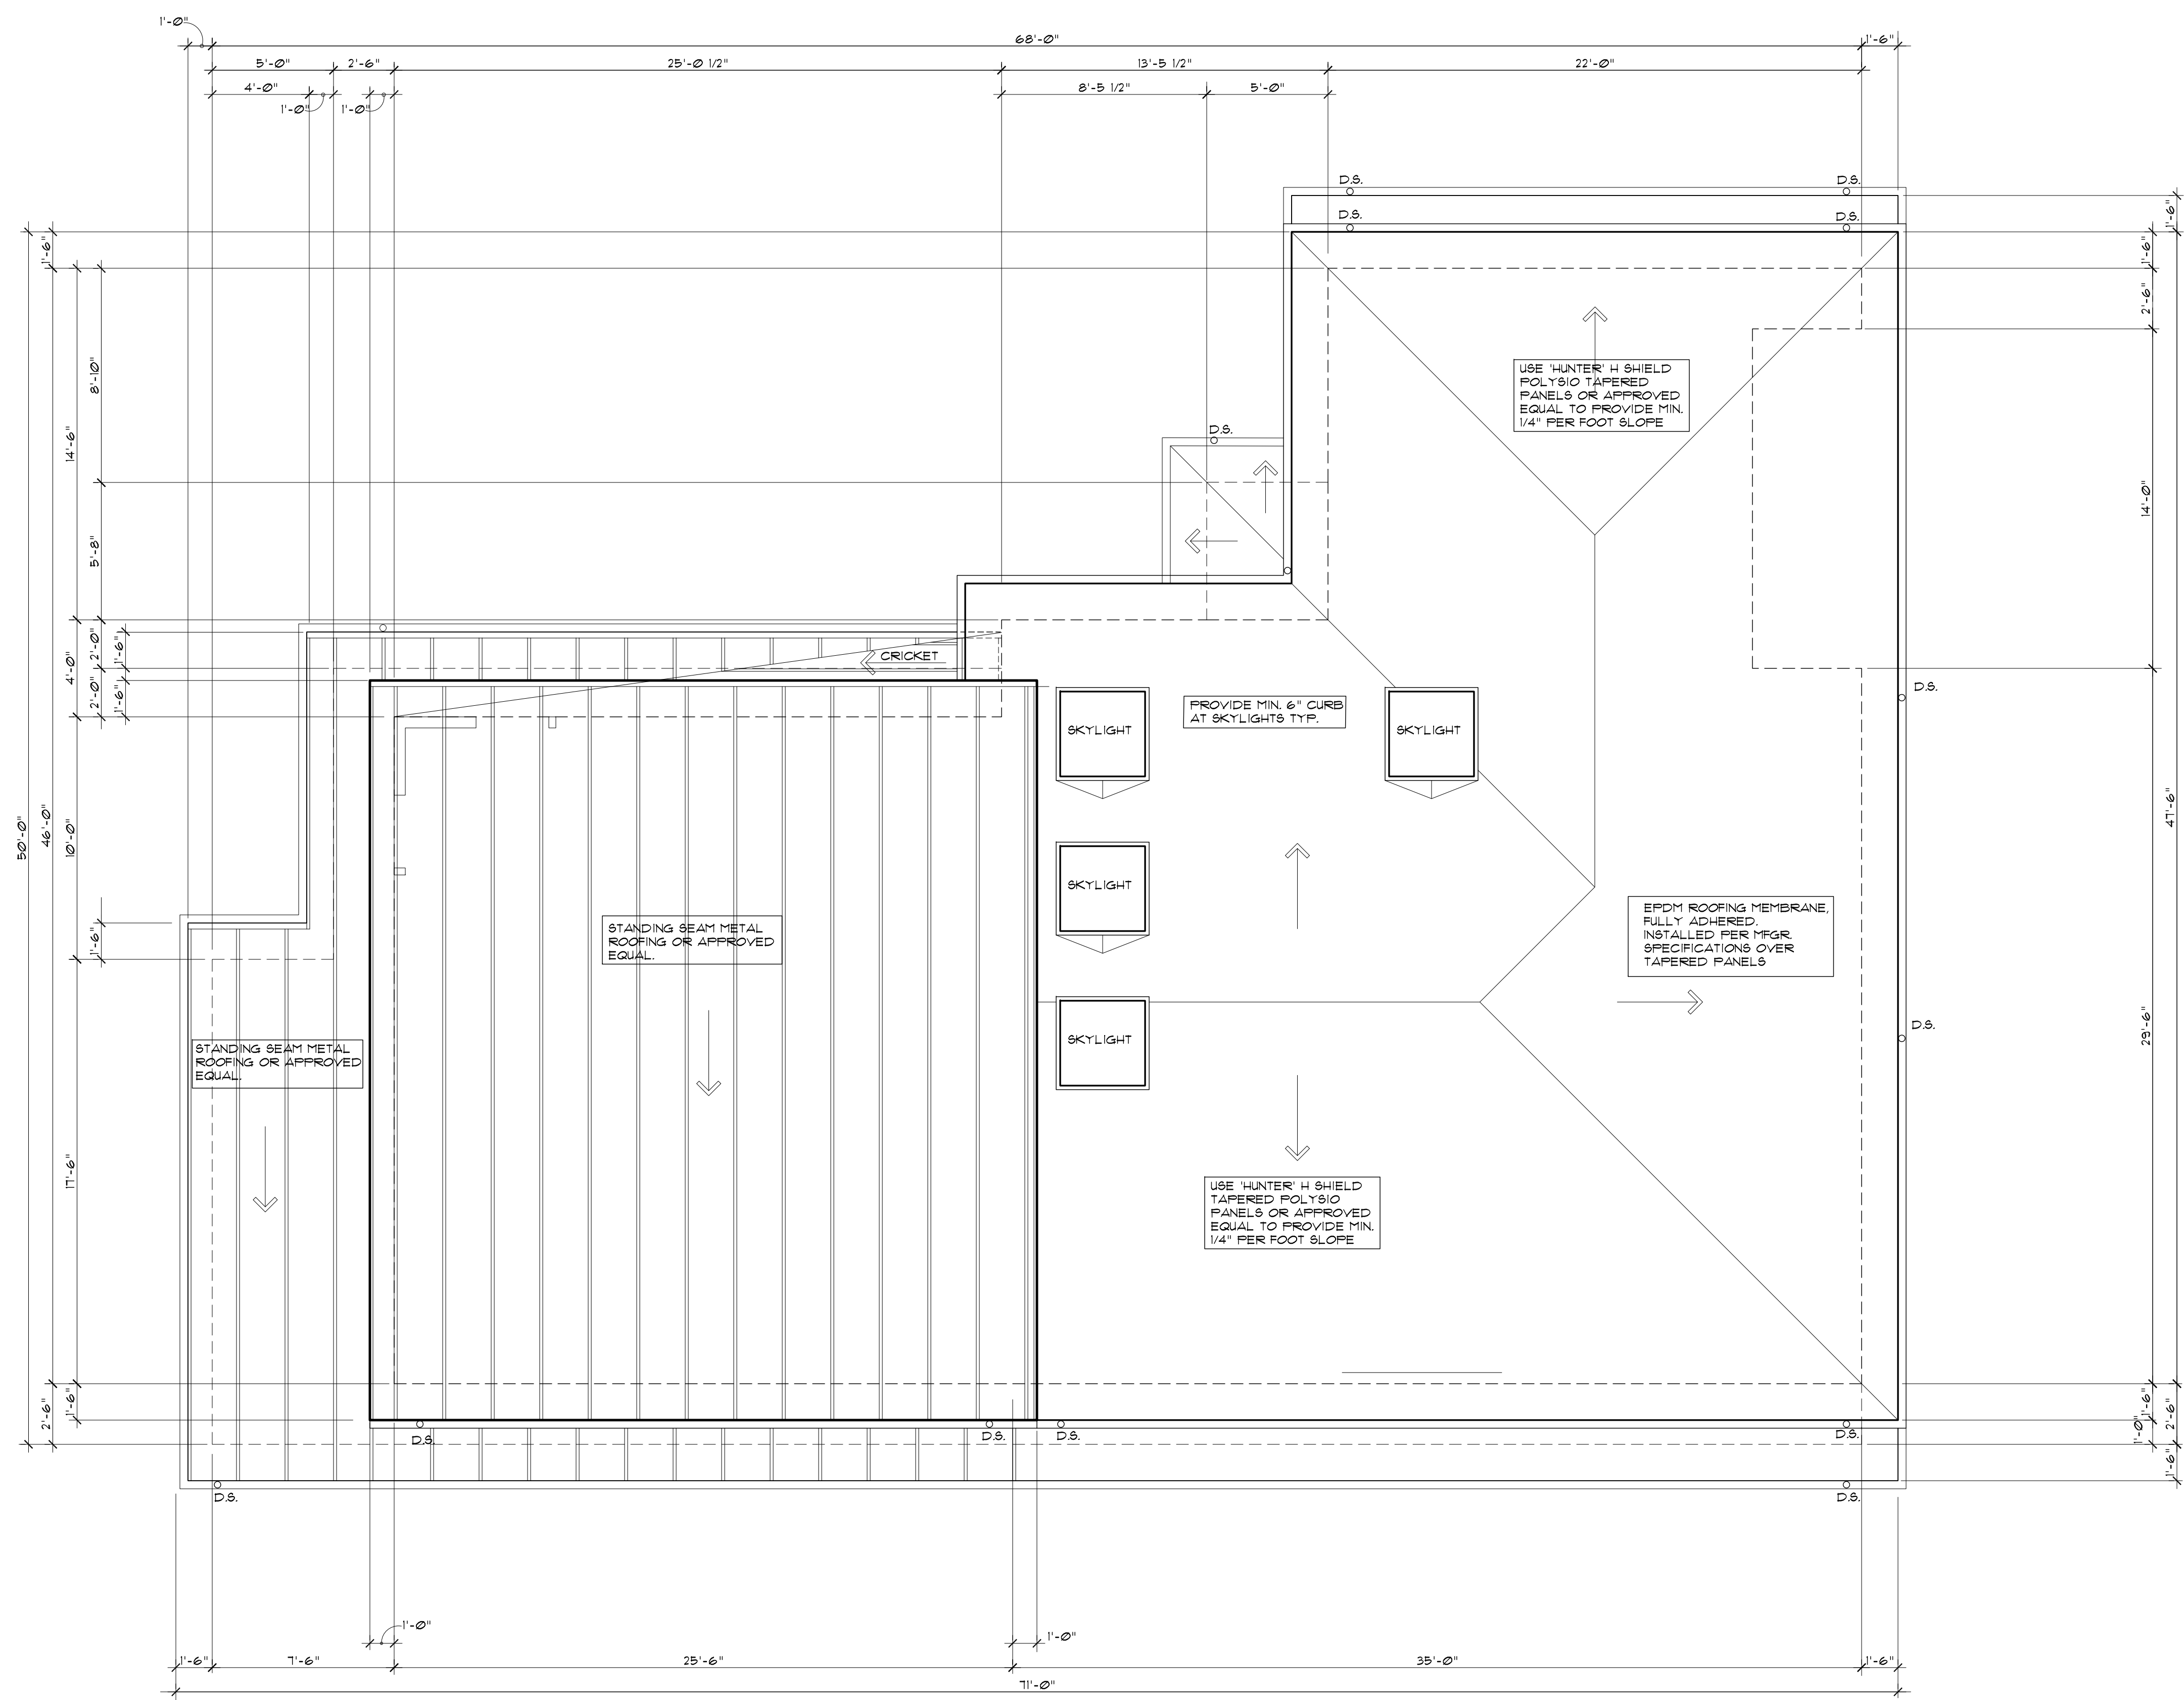 1'-0"
68'-0"
1'-6"
5'-0"
2'-6"
25'-0 1/2"
13'-5 1/2"
22'-0"
4'-0"
1'-0"
1'-0"
8'-5 1/2"
5'-0"
D.S.
D.S.
D.S.
D.S.
1'-6"
1'-6"
1'-6"
2'-6"
USE 'HUNTER' H SHIELD
POLYSIO TAPERED
PANELS OR APPROVED
EQUAL TO PROVIDE MIN.
1/4" PER FOOT SLOPE
8'-10"
14'-6"
D.S.
14'-0"
5'-8"
2'-0"
1'-6"
4'-0"
2'-0"
1'-6"
CRICKET
D.S.
PROVIDE MIN. 6" CURB
AT SKYLIGHTS TYP.
SKYLIGHT
SKYLIGHT
50'-0"
46'-0"
10'-0"
47'-6"
SKYLIGHT
1'-6"
STANDING SEAM METAL
ROOFING OR APPROVED
EQUAL.
EPDM ROOFING MEMBRANE,
FULLY ADHERED.
INSTALLED PER MFGR.
SPECIFICATIONS OVER
TAPERED PANELS
STANDING SEAM METAL
ROOFING OR APPROVED
EQUAL.
SKYLIGHT
D.S.
29'-6"
17'-6"
USE 'HUNTER' H SHIELD
TAPERED POLYSIO
PANELS OR APPROVED
EQUAL TO PROVIDE MIN.
1/4" PER FOOT SLOPE
2'-6"
1'-6"
1'-6"
2'-6"
1'-0"
1'-6"
D.S.
D.S.
D.S.
D.S.
D.S.
D.S.
1'-0"
1'-0"
1'-6"
7'-6"
25'-6"
35'-0"
1'-6"
71'-0"